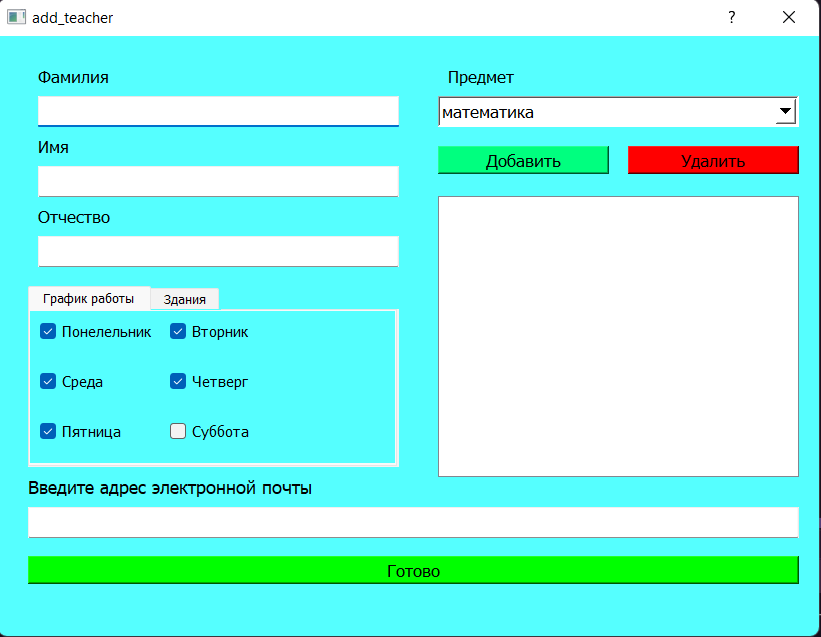 add_teacher
?
Фамилия
Имя
Отчество
График работы
Здания
Понелельник
Вторник
Среда
Четверг
Пятница
Суббота
Предмет
математика
Добавить
Удалить
Введите адрес электронной почты
Готово